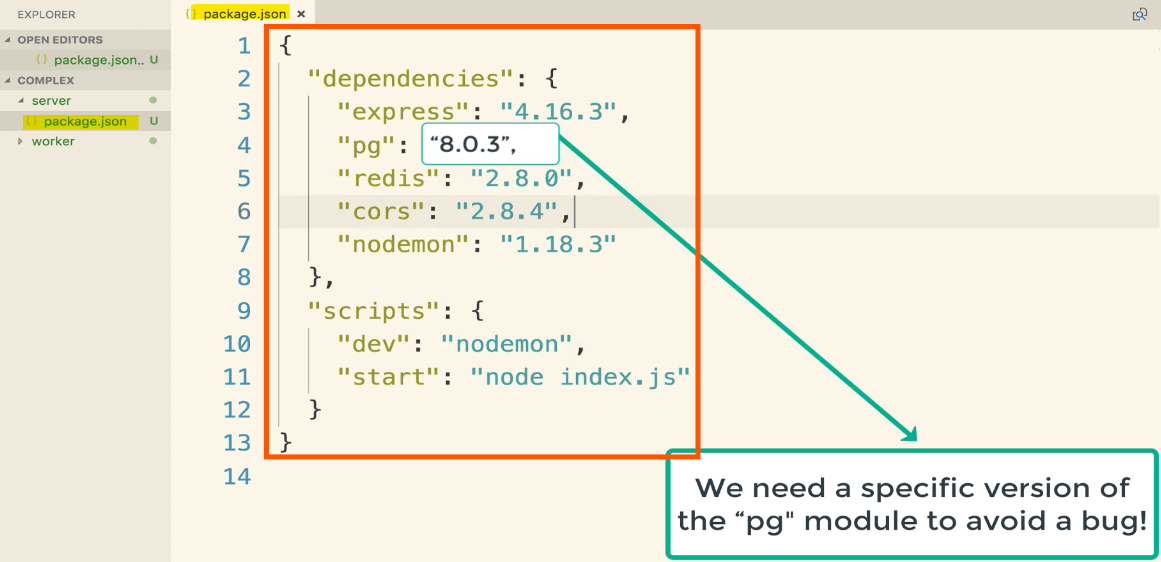 EXPLORER
OPEN EDITORS
{} package.json.. U
COMPLEX
server
{} package.json U
worker
{} package.json ×
1 {
2 "dependencies": {
3 "express": "4.16.3",
4 "pg": “8.0.3”,
5 "redis": "2.8.0",
6 "cors": "2.8.4",
7 "nodemon": "1.18.3"
8 },
9 "scripts": {
10 "dev": "nodemon",
11 "start": "node index.js"
12 }
13 }
14
We need a specific version of
the “pg" module to avoid a bug!